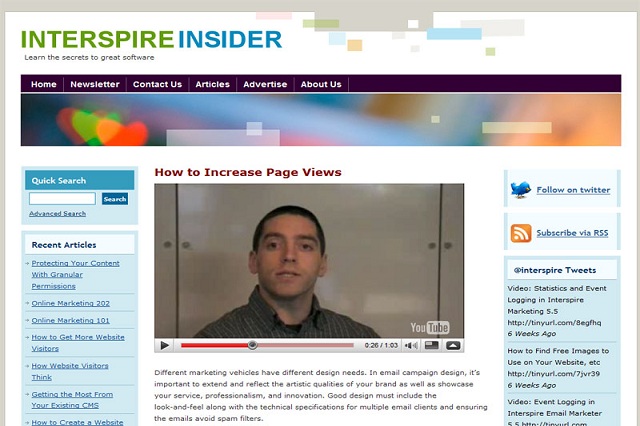 INTERSPIRE INSIDER
Learn the secrets to great software
Home Newsletter Contact Us Articles Advertise About Us
Quick Search
Search
Advanced Search
Recent Articles
Protecting Your Content
With Granular
Permissions
Online Marketing 202
Online Marketing 101
How to Get More Website
Visitors
How Website Visitors
Think
Getting the Most From
Your Existing CMS
How to Create a Website
How to Increase Page Views
YouTube
0:26 / 1:03
Different marketing vehicles have different design needs. In email campaign design, it's
important to extend and reflect the artistic qualities of your brand as well as showcase
your service, professionalism, and innovation. Good design must include the
look-and-feel along with the technical specifications for multiple email clients and ensuring
the emails avoid spam filters.
Follow on twitter
Subscribe via RSS
@interspire Tweets
Video: Statistics and Event
Logging in Interspire
Marketing 5.5
http://tinyurl.com/8egfhq
6 Weeks Ago
How to Find Free Images to
Use on Your Website, etc
http://tinyurl.com/7jvr39
6 Weeks Ago
Video: Event Logging in
Interspire Email Marketer
5.5 http://tinyurl.com